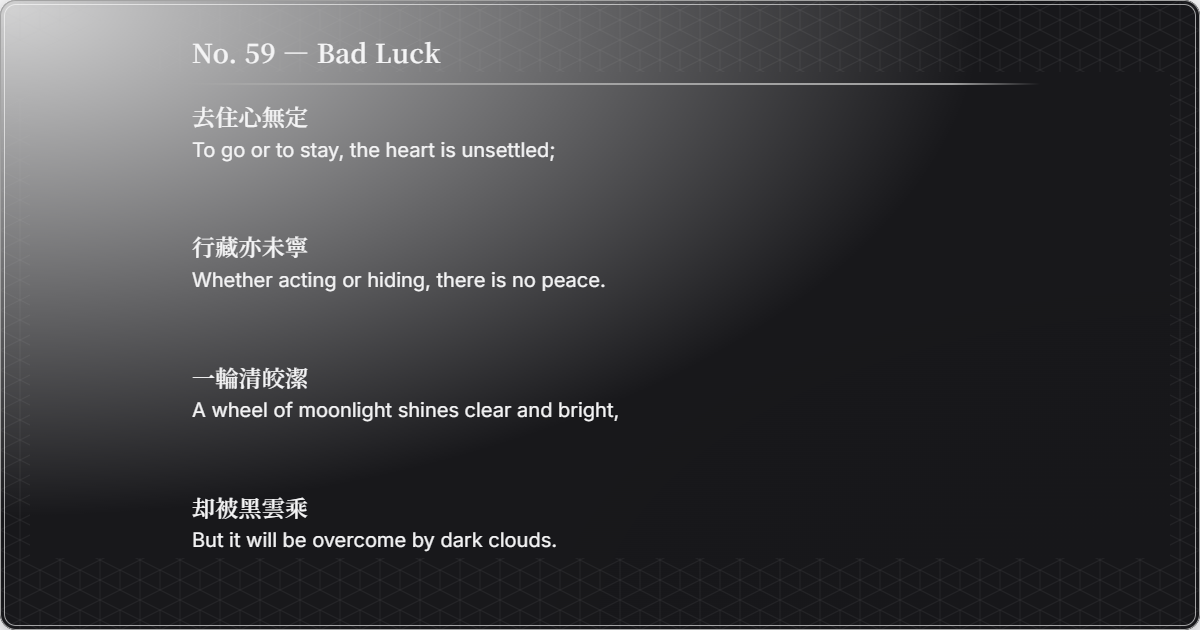 No. 59 — Bad Luck
去住心無定
To go or to stay, the heart is unsettled;
行藏亦未寧
Whether acting or hiding, there is no peace.
一輪清皎潔
A wheel of moonlight shines clear and bright,
却被黑雲乘
But it will be overcome by dark clouds.